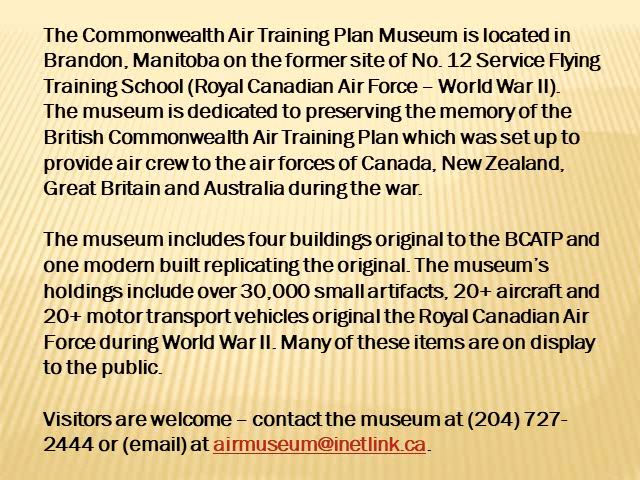 The Commonwealth Air Training Plan Museum is located in
Brandon, Manitoba on the former site of No. 12 Service Flying
Training School (Royal Canadian Air Force – World War II).
The museum is dedicated to preserving the memory of the
British Commonwealth Air Training Plan which was set up to
provide air crew to the air forces of Canada, New Zealand,
Great Britain and Australia during the war.
The museum includes four buildings original to the BCATP and
one modern built replicating the original. The museum's
holdings include over 30,000 small artifacts, 20+ aircraft and
20+ motor transport vehicles original the Royal Canadian Air
Force during World War II. Many of these items are on display
to the public.
Visitors are welcome – contact the museum at (204) 727-
2444 or (email) at airmuseum@inetlink.ca.